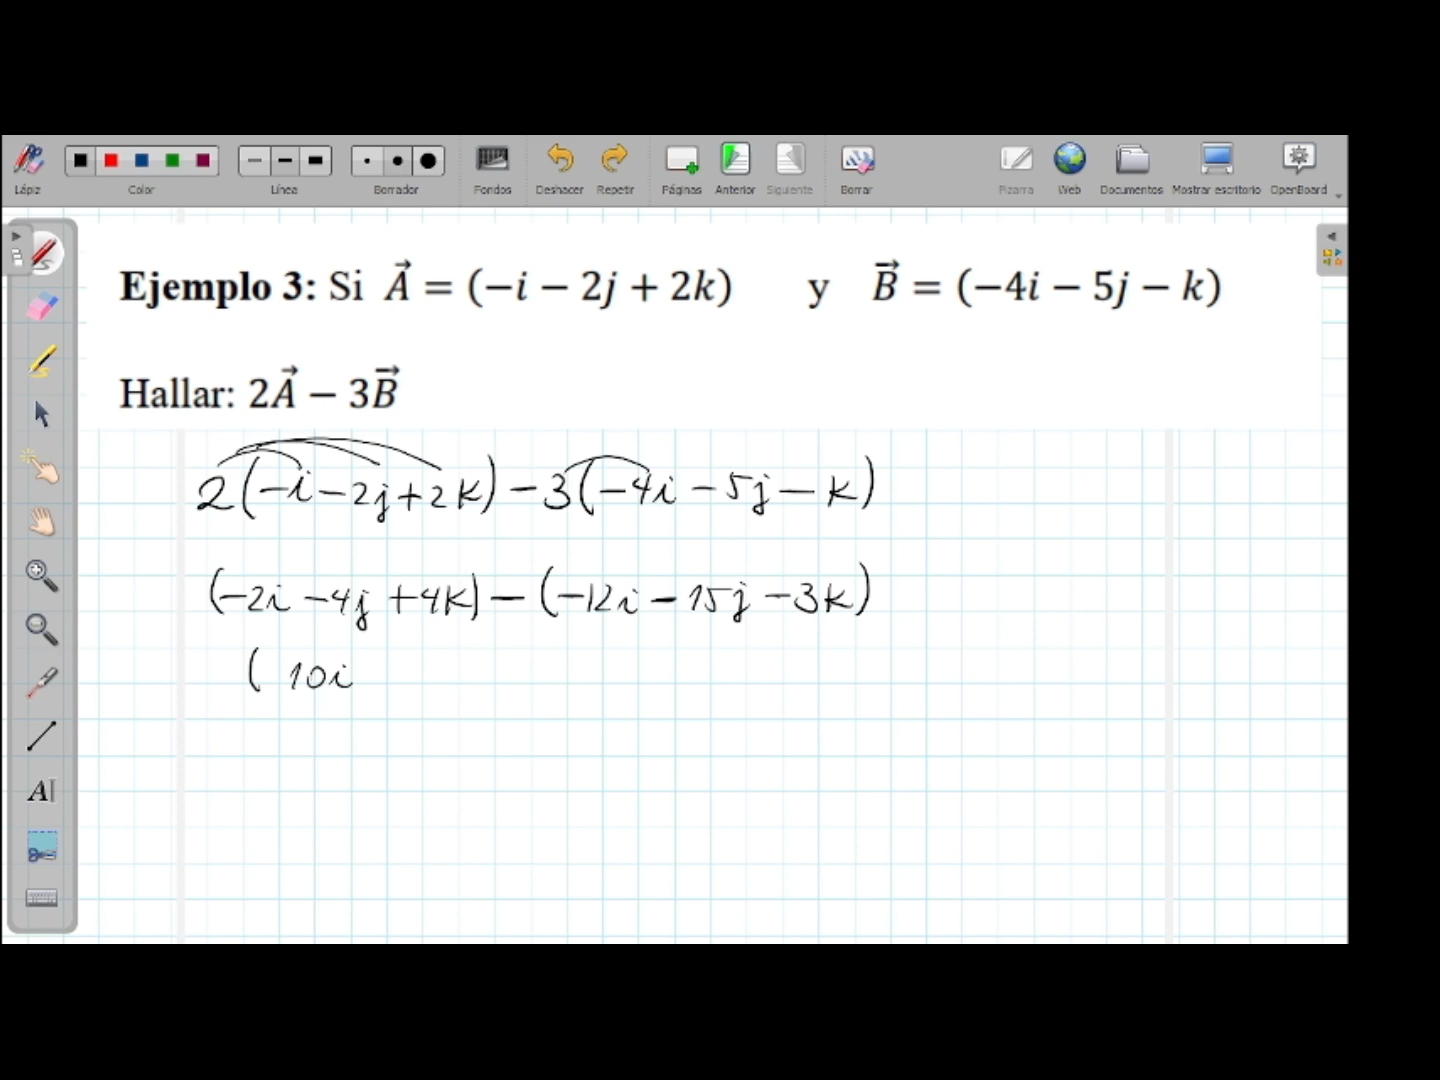 Lápiz Color Línea Borrador Fondos Deshacer Repetir Páginas Anterior Siguiente Borrar Pizarra Web Documentos Mostrar escritorio OpenBoard
Ejemplo 3: Si A⃗ = (−i − 2j + 2k) y B⃗ = (−4i − 5j − k)
Hallar: 2A⃗ − 3B⃗
2(−i−2j+2k) −3(−4i −5j − k)
(−2i −4j +4k) − (−12i − 15j −3k)
( 10i
AI